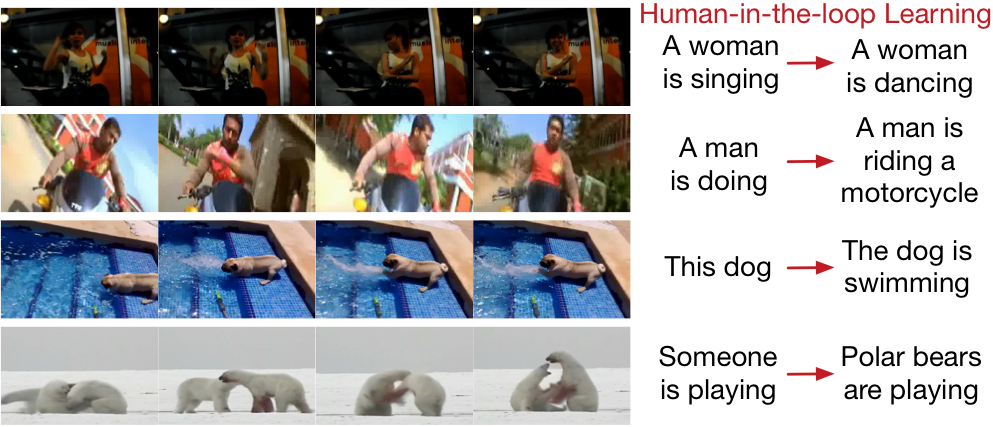 Human-in-the-loop Learning
A woman
is singing
A woman
is dancing
A man
is doing
A man is
riding a
motorcycle
This dog
The dog is
swimming
Someone
is playing
Polar bears
are playing